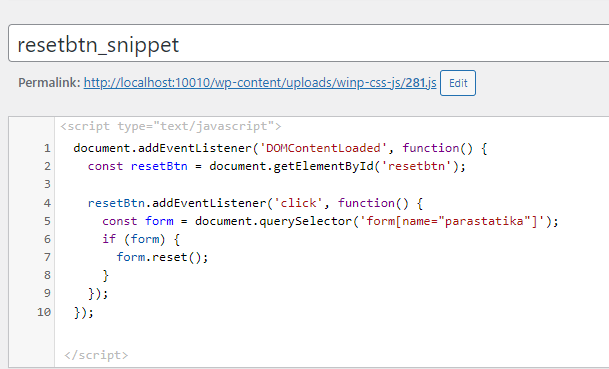 resetbtn_snippet
Permalink: http://localhost:10010/wp-content/uploads/winp-css-js/281.js Edit
<script type="text/javascript">
1 document.addEventListener('DOMContentLoaded', function() {
2 const resetBtn = document.getElementById('resetbtn');
3
4 resetBtn.addEventListener('click', function() {
5 const form = document.querySelector('form[name="parastatika"]');
6 if (form) {
7 form.reset();
8 }
9 });
10 });
</script>